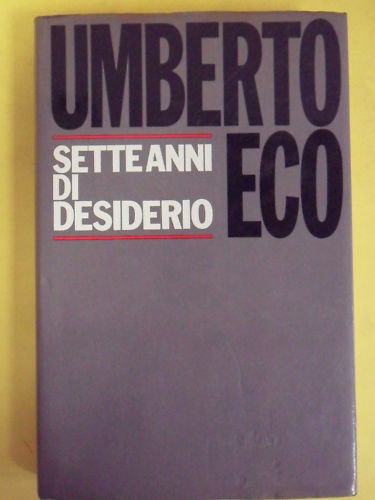 UMBERTO
ECO
SETTE ANNI
DI
DESIDERIO